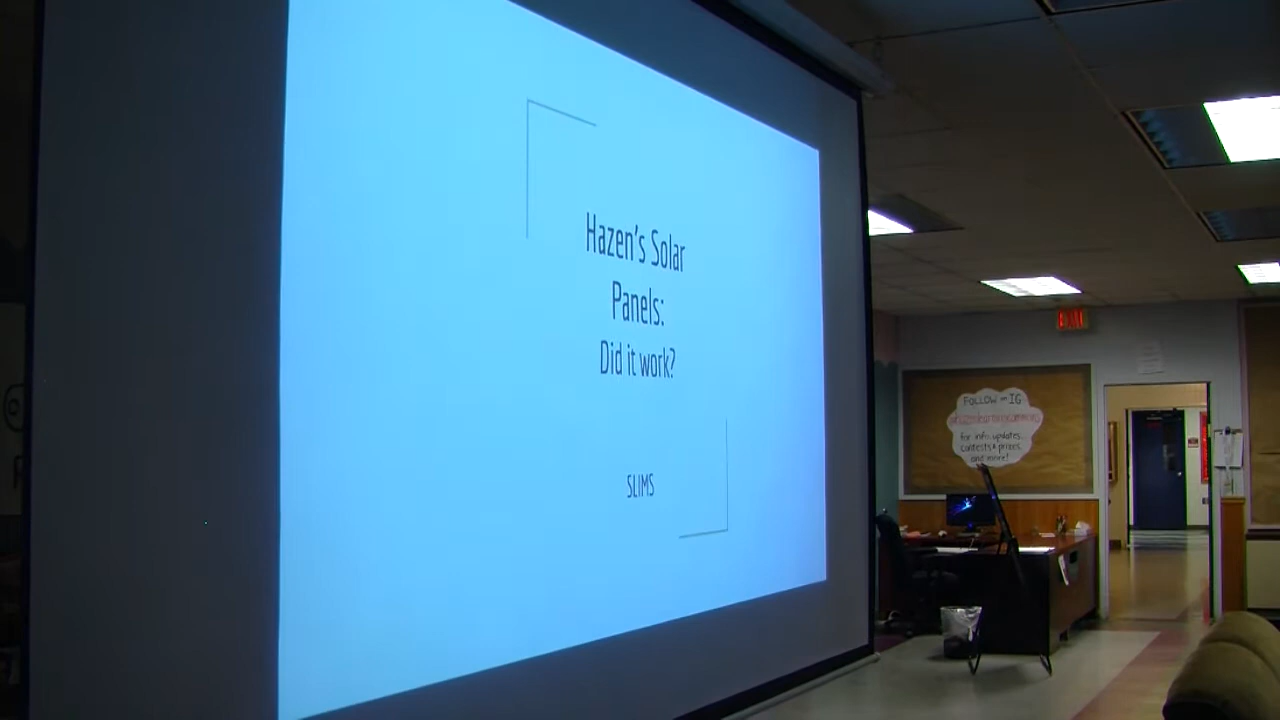 Hazen's Solar
Panels:
Did it work?
SLIMS
EXIT
FOLLOW on IG
for info, updates,
contests & prizes,
and more!